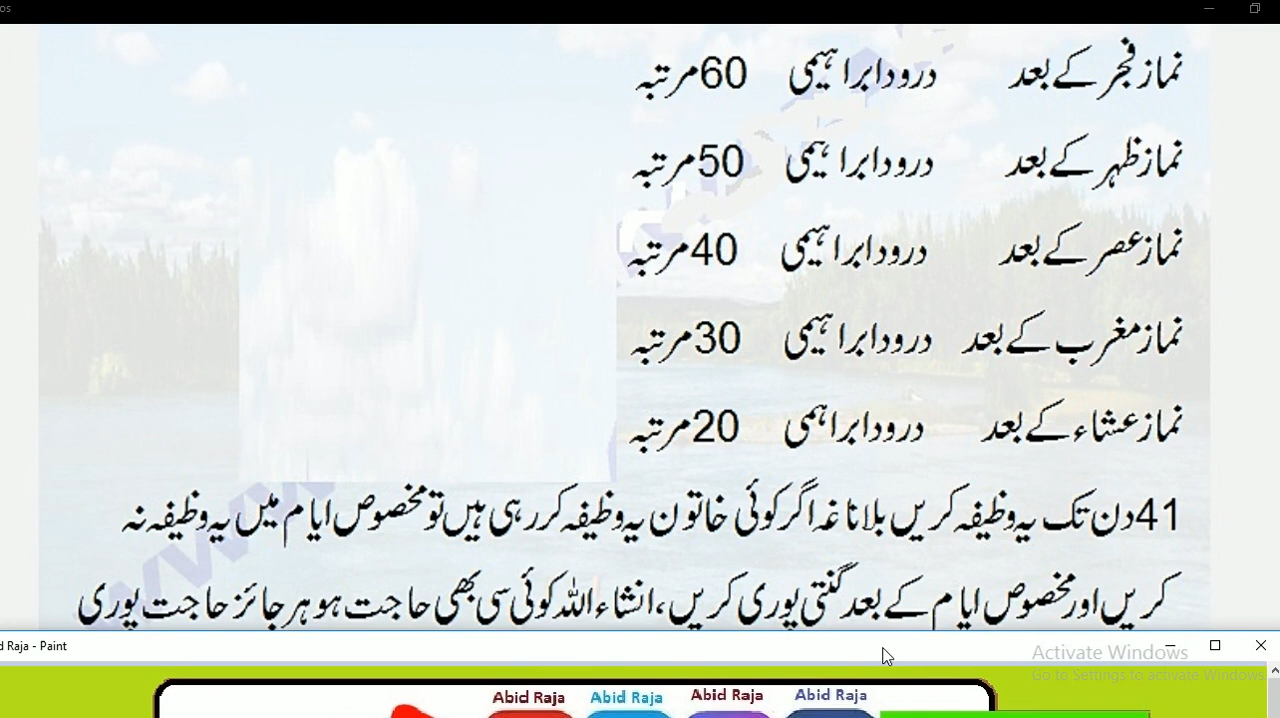 os
نماز فجر کے بعد درود ابراہیمی 60 مرتبہ
نماز ظہر کے بعد درود ابراہیمی 50 مرتبہ
نماز عصر کے بعد درود ابراہیمی 40 مرتبہ
نماز مغرب کے بعد درود ابراہیمی 30 مرتبہ
نماز عشاء کے بعد درود ابراہمی 20 مرتبہ
41 دن تک یہ وظیفہ کریں بلا ناغہ اگر کوئی خاتون یہ وظیفہ کر رہی ہیں تو مخصوص ایام میں یہ وظیفہ نہ
کریں اور مخصوص ایام کے بعد گنتی پوری کریں، انشاء اللہ کوئی سی بھی حاجت ہو ہر جائز حاجت پوری
d Raja - Paint
Activate Windows
Go to Settings to activate Windows.
Abid Raja Abid Raja Abid Raja Abid Raja
www